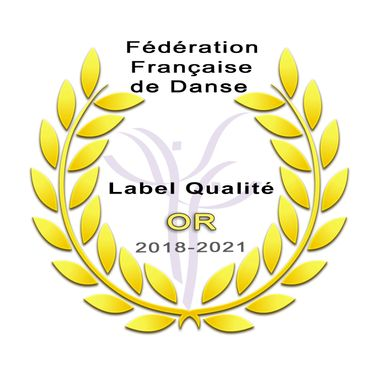 Fédération
Française
de Danse
Label Qualité
OR
2018-2021